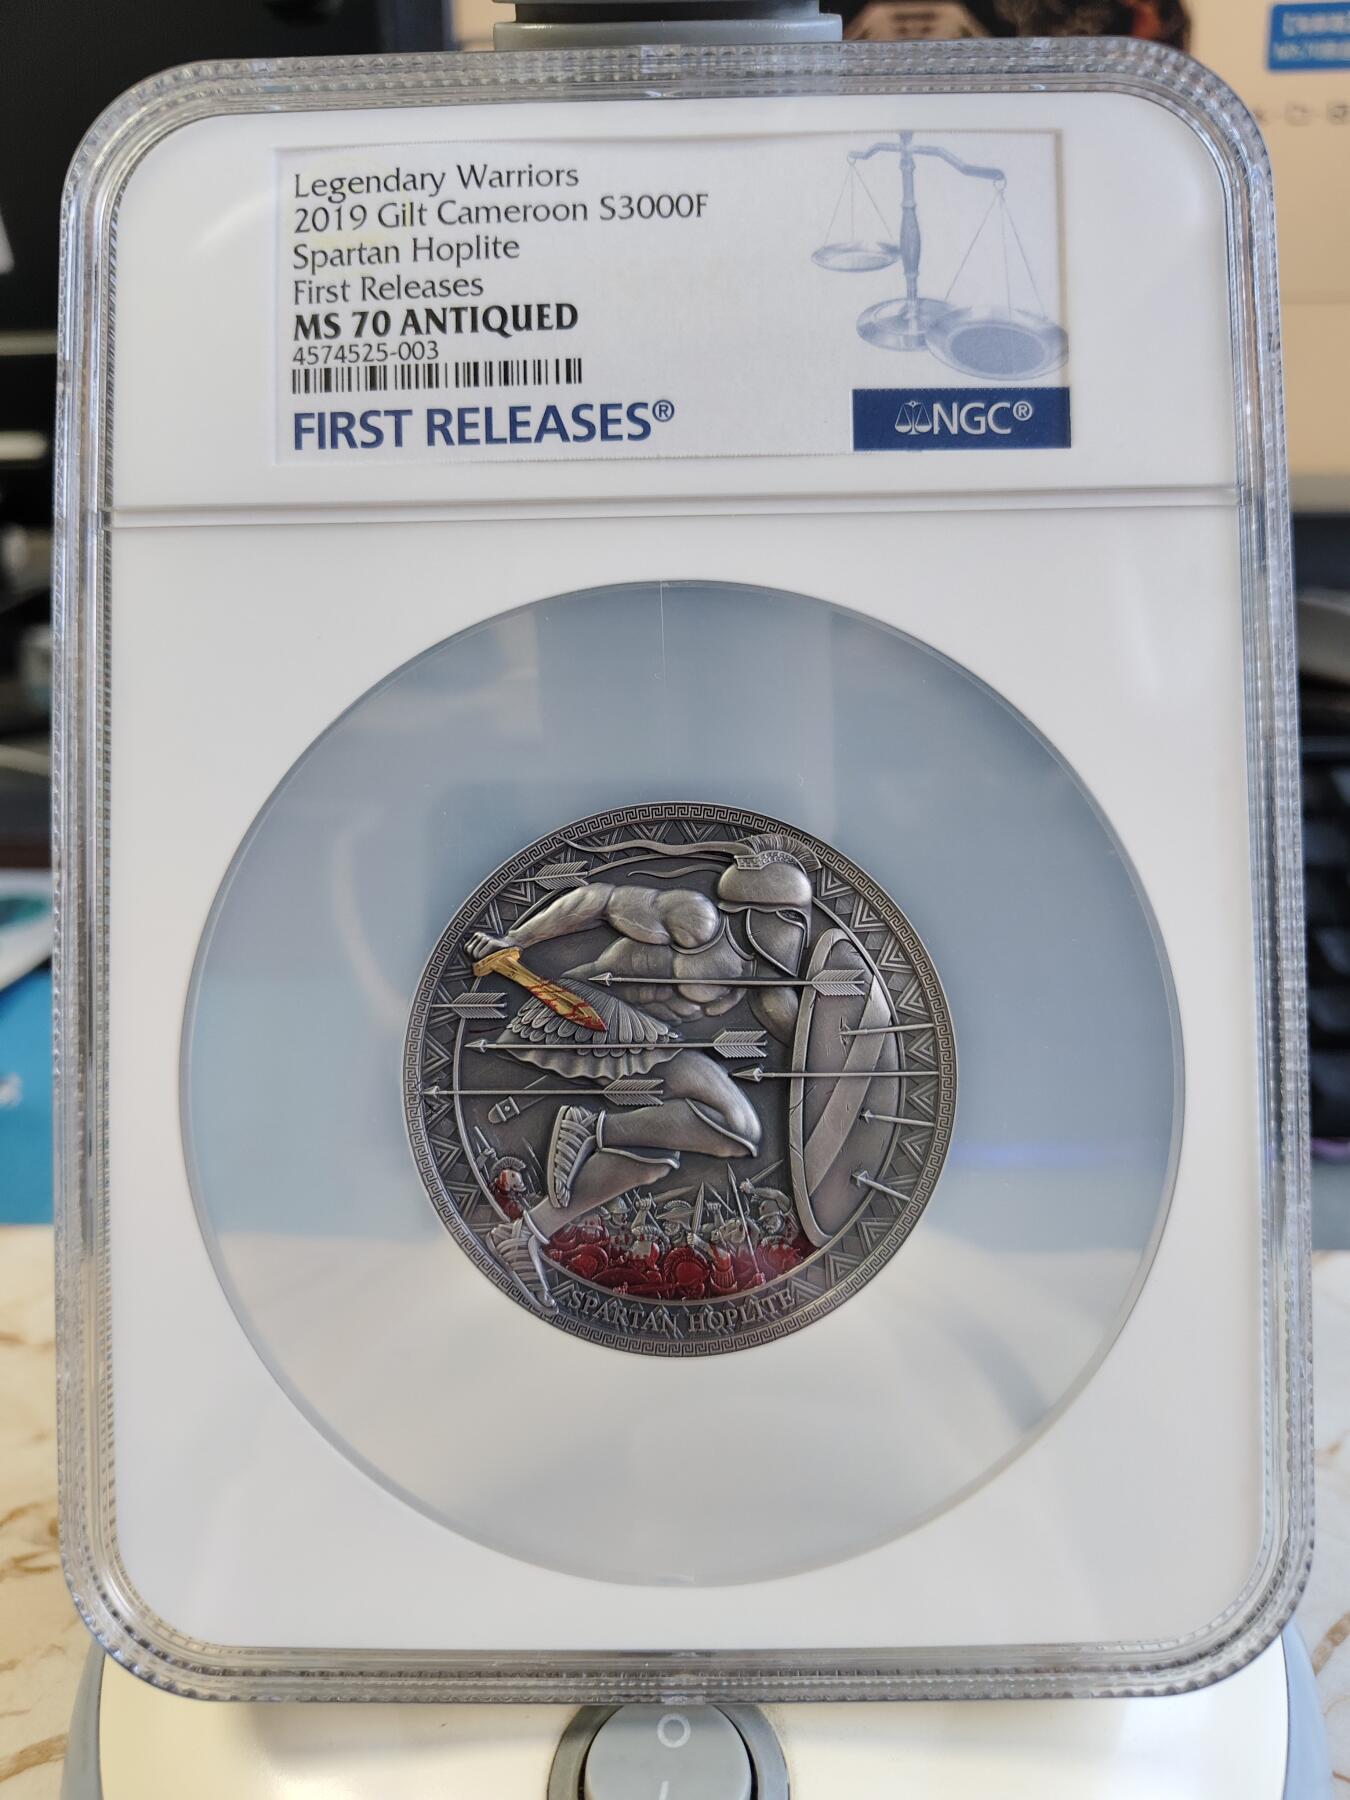 Legendary Warriors
2019 Gilt Cameroon S3000F
Spartan Hoplite
First Releases
MS 70 ANTIQUED
4574525-003
FIRST RELEASES®
NGC®
SPARTAN HOPLITE